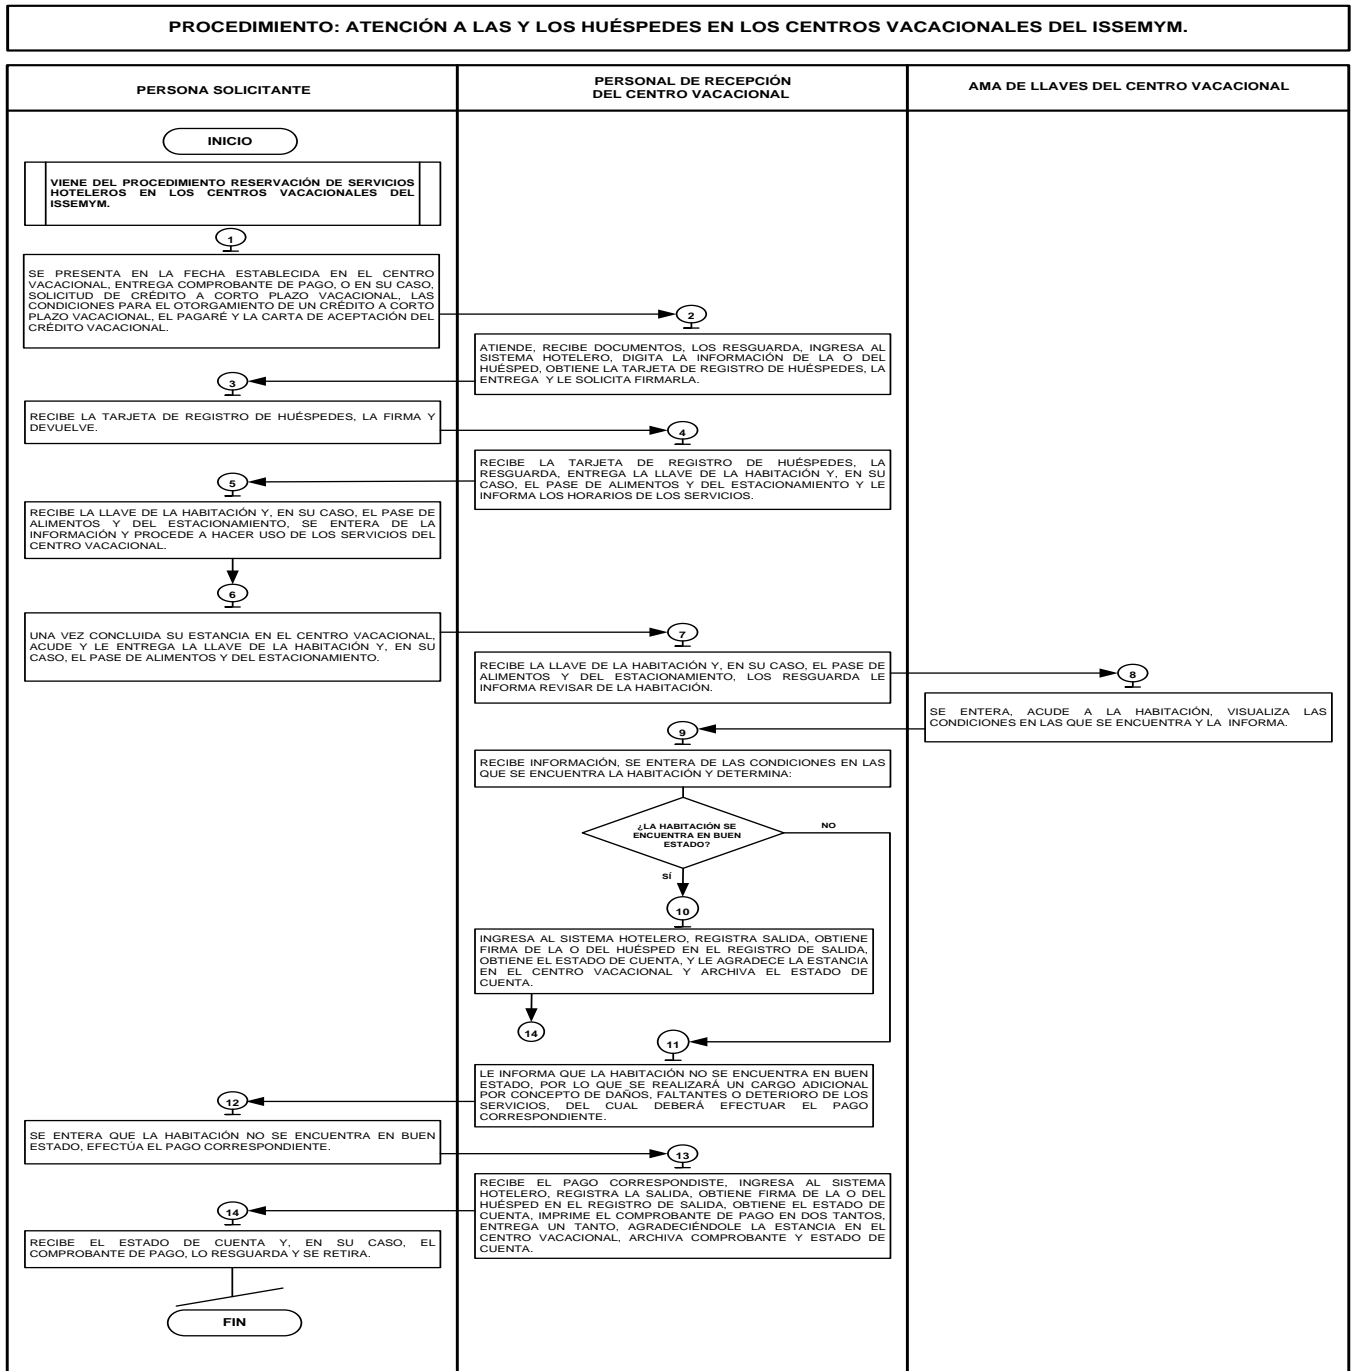 PROCEDIMIENTO: ATENCIÓN A LAS Y LOS HUÉSPEDES EN LOS CENTROS VACACIONALES DEL ISSEMYM.
PERSONA SOLICITANTE
PERSONAL DE RECEPCIÓN
DEL CENTRO VACACIONAL
AMA DE LLAVES DEL CENTRO VACACIONAL
INICIO
VIENE DEL PROCEDIMIENTO RESERVACIÓN DE SERVICIOS
HOTELEROS EN LOS CENTROS VACACIONALES DEL
ISSEMYM.
1
SE PRESENTA EN LA FECHA ESTABLECIDA EN EL CENTRO
VACACIONAL, ENTREGA COMPROBANTE DE PAGO, O EN SU CASO,
SOLICITUD DE CRÉDITO A CORTO PLAZO VACACIONAL, LAS
CONDICIONES PARA EL OTORGAMIENTO DE UN CRÉDITO A CORTO
PLAZO VACACIONAL, EL PAGARÉ Y LA CARTA DE ACEPTACIÓN DEL
CRÉDITO VACACIONAL.
2
ATIENDE, RECIBE DOCUMENTOS, LOS RESGUARDA, INGRESA AL
SISTEMA HOTELERO, DIGITA LA INFORMACIÓN DE LA O DEL
HUÉSPED, OBTIENE LA TARJETA DE REGISTRO DE HUÉSPEDES, LA
ENTREGA Y LE SOLICITA FIRMARLA.
3
RECIBE LA TARJETA DE REGISTRO DE HUÉSPEDES, LA FIRMA Y
DEVUELVE.
4
RECIBE LA TARJETA DE REGISTRO DE HUÉSPEDES, LA
RESGUARDA, ENTREGA LA LLAVE DE LA HABITACIÓN Y, EN SU
CASO, EL PASE DE ALIMENTOS Y DEL ESTACIONAMIENTO Y LE
INFORMA LOS HORARIOS DE LOS SERVICIOS.
5
RECIBE LA LLAVE DE LA HABITACIÓN Y, EN SU CASO, EL PASE DE
ALIMENTOS Y DEL ESTACIONAMIENTO, SE ENTERA DE LA
INFORMACIÓN Y PROCEDE A HACER USO DE LOS SERVICIOS DEL
CENTRO VACACIONAL.
6
UNA VEZ CONCLUIDA SU ESTANCIA EN EL CENTRO VACACIONAL,
ACUDE Y LE ENTREGA LA LLAVE DE LA HABITACIÓN Y, EN SU
CASO, EL PASE DE ALIMENTOS Y DEL ESTACIONAMIENTO.
7
RECIBE LA LLAVE DE LA HABITACIÓN Y, EN SU CASO, EL PASE DE
ALIMENTOS Y DEL ESTACIONAMIENTO, LOS RESGUARDA LE
INFORMA REVISAR DE LA HABITACIÓN.
8
SE ENTERA, ACUDE A LA HABITACIÓN, VISUALIZA LAS
CONDICIONES EN LAS QUE SE ENCUENTRA Y LA INFORMA.
9
RECIBE INFORMACIÓN, SE ENTERA DE LAS CONDICIONES EN LAS
QUE SE ENCUENTRA LA HABITACIÓN Y DETERMINA:
¿LA HABITACIÓN SE
ENCUENTRA EN BUEN
ESTADO?
NO
SÍ
10
INGRESA AL SISTEMA HOTELERO, REGISTRA SALIDA, OBTIENE
FIRMA DE LA O DEL HUÉSPED EN EL REGISTRO DE SALIDA,
OBTIENE EL ESTADO DE CUENTA, Y LE AGRADECE LA ESTANCIA
EN EL CENTRO VACACIONAL Y ARCHIVA EL ESTADO DE
CUENTA.
14
11
LE INFORMA QUE LA HABITACIÓN NO SE ENCUENTRA EN BUEN
ESTADO, POR LO QUE SE REALIZARÁ UN CARGO ADICIONAL
POR CONCEPTO DE DAÑOS, FALTANTES O DETERIORO DE LOS
SERVICIOS, DEL CUAL DEBERÁ EFECTUAR EL PAGO
CORRESPONDIENTE.
12
SE ENTERA QUE LA HABITACIÓN NO SE ENCUENTRA EN BUEN
ESTADO, EFECTÚA EL PAGO CORRESPONDIENTE.
13
RECIBE EL PAGO CORRESPONDISTE, INGRESA AL SISTEMA
HOTELERO, REGISTRA LA SALIDA, OBTIENE FIRMA DE LA O DEL
HUÉSPED EN EL REGISTRO DE SALIDA, OBTIENE EL ESTADO DE
CUENTA, IMPRIME EL COMPROBANTE DE PAGO EN DOS TANTOS,
ENTREGA UN TANTO, AGRADECIÉNDOLE LA ESTANCIA EN EL
CENTRO VACACIONAL, ARCHIVA COMPROBANTE Y ESTADO DE
CUENTA.
14
RECIBE EL ESTADO DE CUENTA Y, EN SU CASO, EL
COMPROBANTE DE PAGO, LO RESGUARDA Y SE RETIRA.
FIN